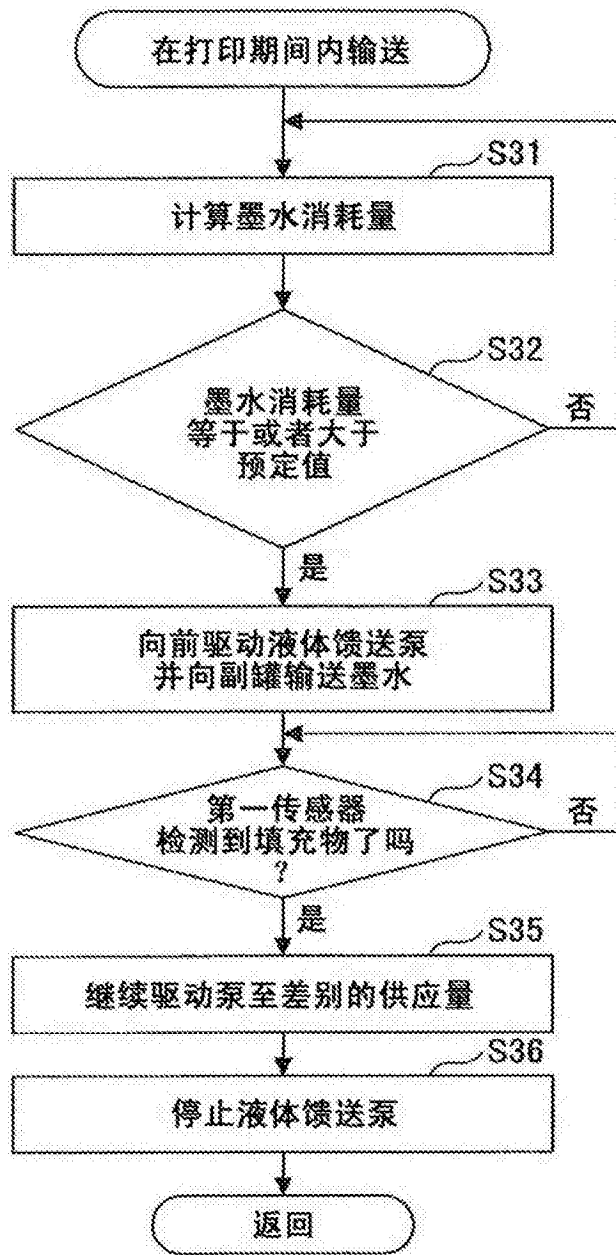 在打印期间内输送
S31
计算墨水消耗量
S32
墨水消耗量
等于或者大于
预定值
否
是
S33
向前驱动液体馈送泵
并向副罐输送墨水
S34
第一传感器
检测到填充物了吗
?
否
是
S35
继续驱动泵至差别的供应量
S36
停止液体馈送泵
返回